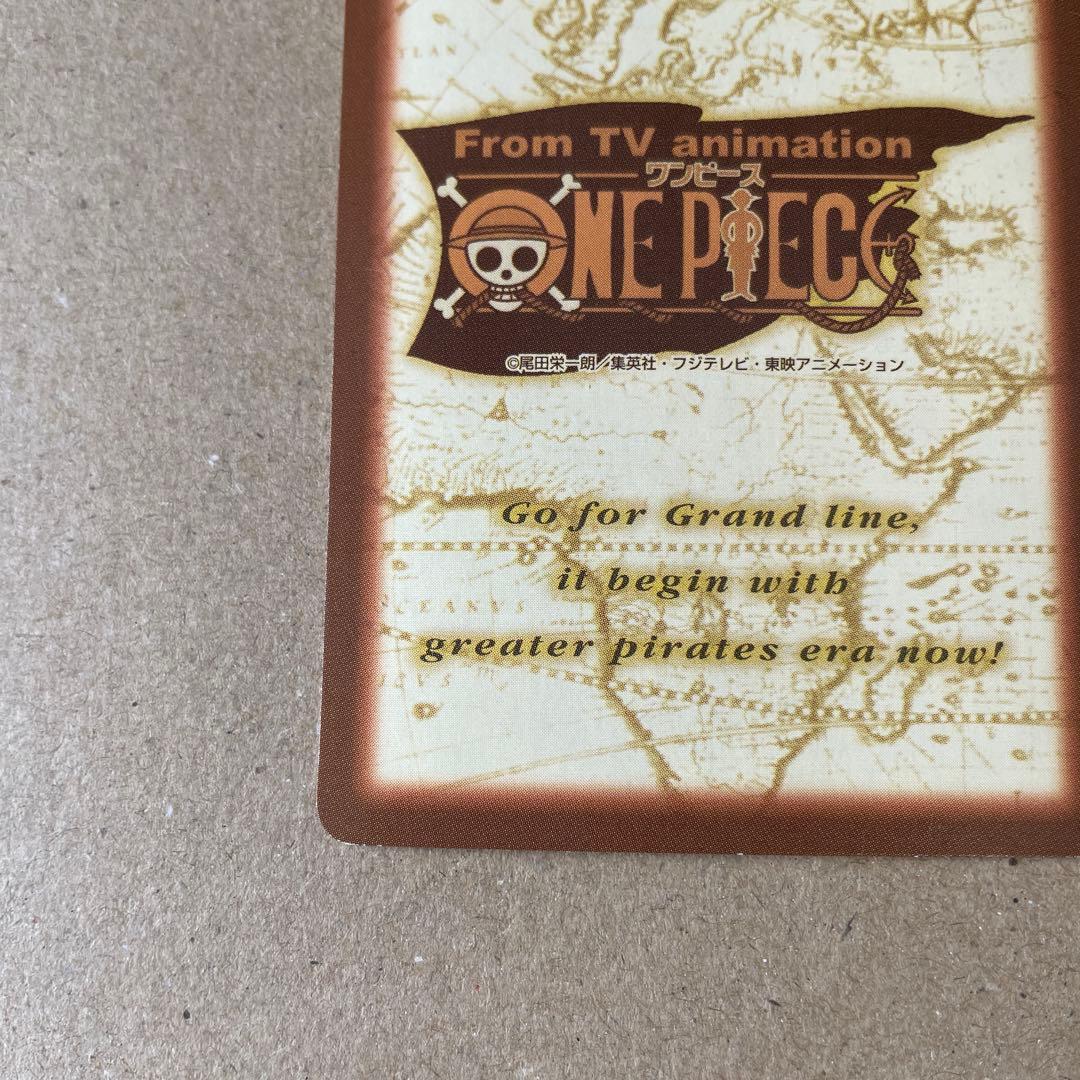 From TV animation
ワンピース
ONE PIECE
©尾田栄一朗/集英社・フジテレビ・東映アニメーション
Go for Grand line,
it begin with
OCEANVS
greater pirates era now!